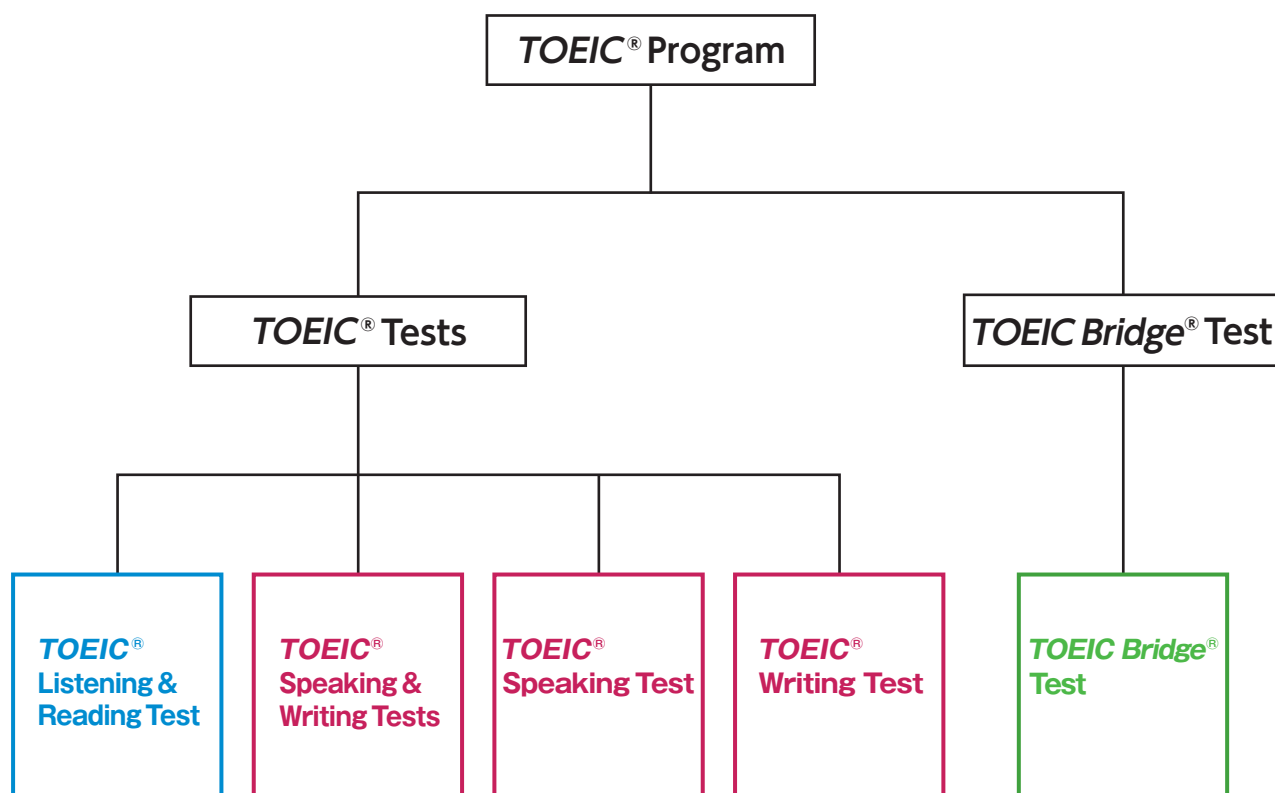 TOEIC® Program
TOEIC® Tests
TOEIC Bridge® Test
TOEIC®
Listening &
Reading Test
TOEIC®
Speaking &
Writing Tests
TOEIC®
Speaking Test
TOEIC®
Writing Test
TOEIC Bridge®
Test